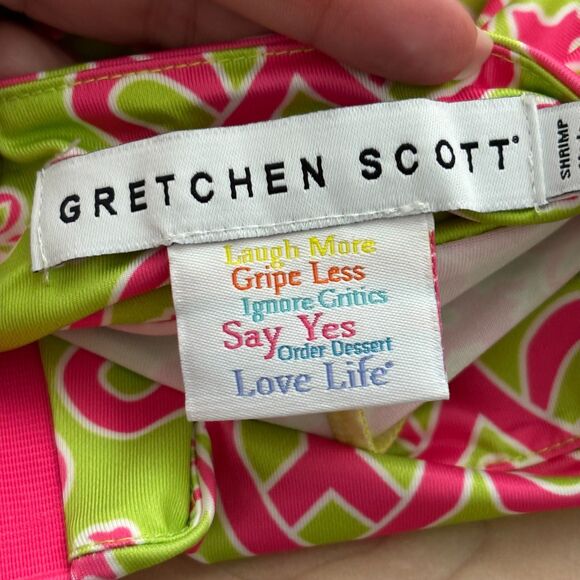 GRETCHEN SCOTT®
SHRIMP
Laugh More
Gripe Less
Ignore Critics
Say Yes
Order Dessert
Love Life®